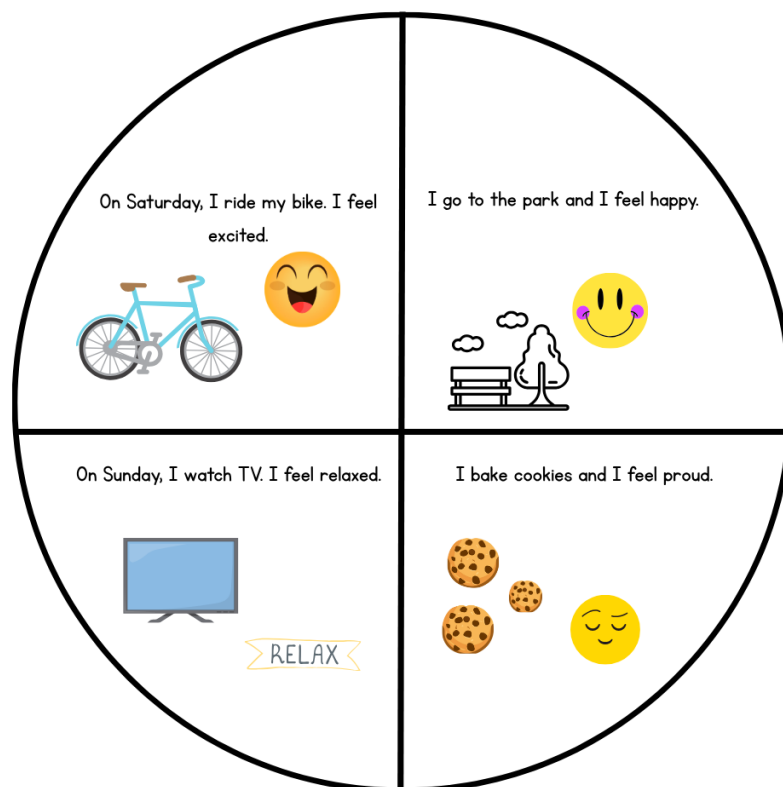 On Saturday, I ride my bike. I feel
excited.
I go to the park and I feel happy.
On Sunday, I watch TV. I feel relaxed.
RELAX
I bake cookies and I feel proud.